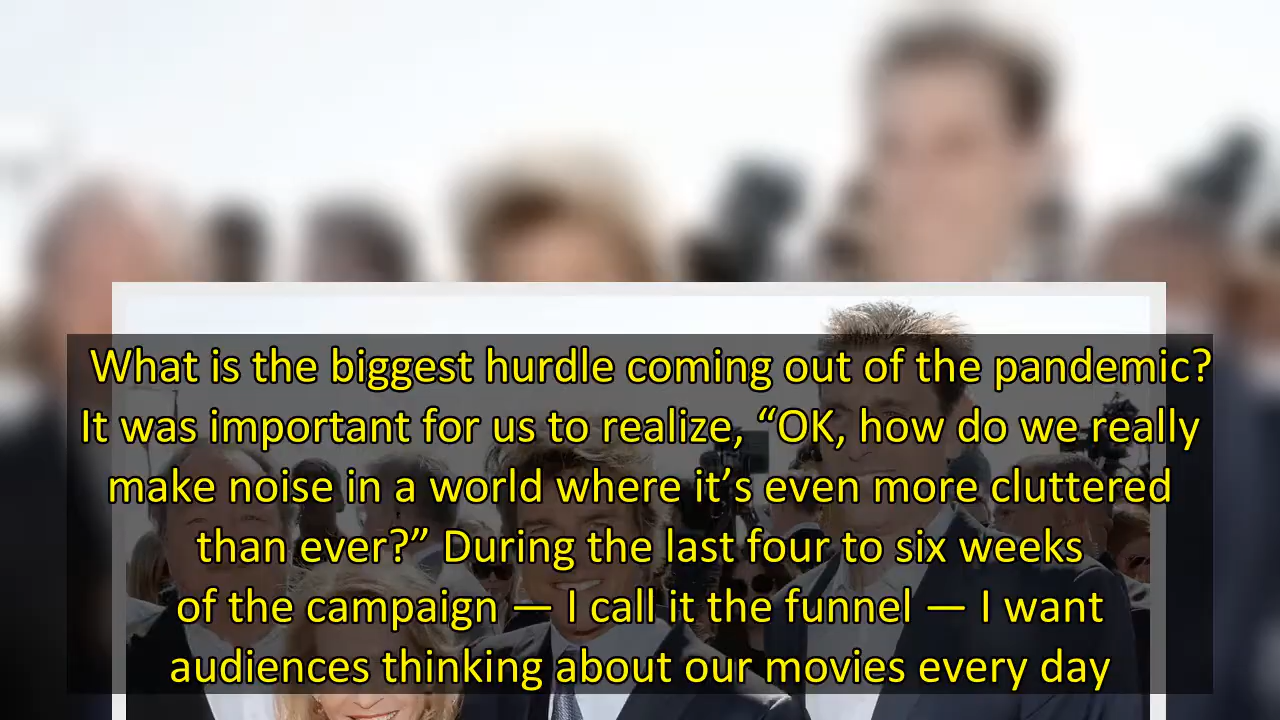 What is the biggest hurdle coming out of the pandemic?
It was important for us to realize, “OK, how do we really
make noise in a world where it’s even more cluttered
than ever?” During the last four to six weeks
of the campaign — I call it the funnel — I want
audiences thinking about our movies every day